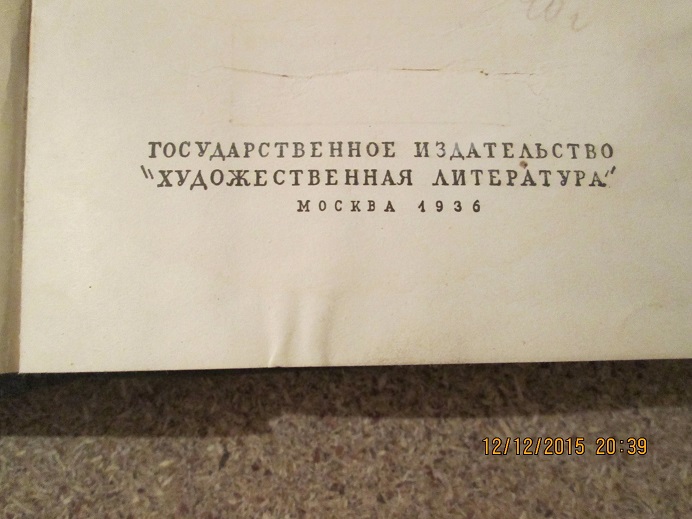 ГОСУДАРСТВЕННОЕ ИЗДАТЕЛЬСТВО
"ХУДОЖЕСТВЕННАЯ ЛИТЕРАТУРА"
МОСКВА 1936
12/12/2015 20:39